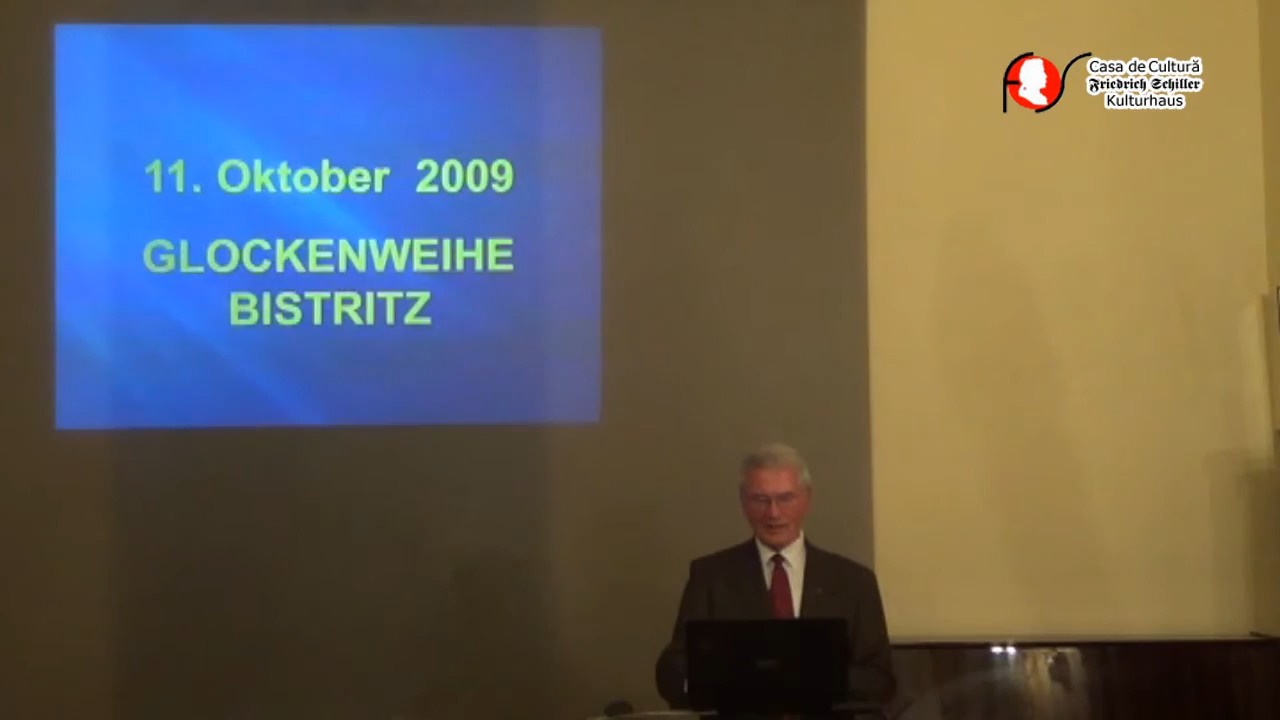 11. Oktober 2009
GLOCKENWEIHE
BISTRITZ
Casa de Cultură
Friedrich Schiller
Kulturhaus